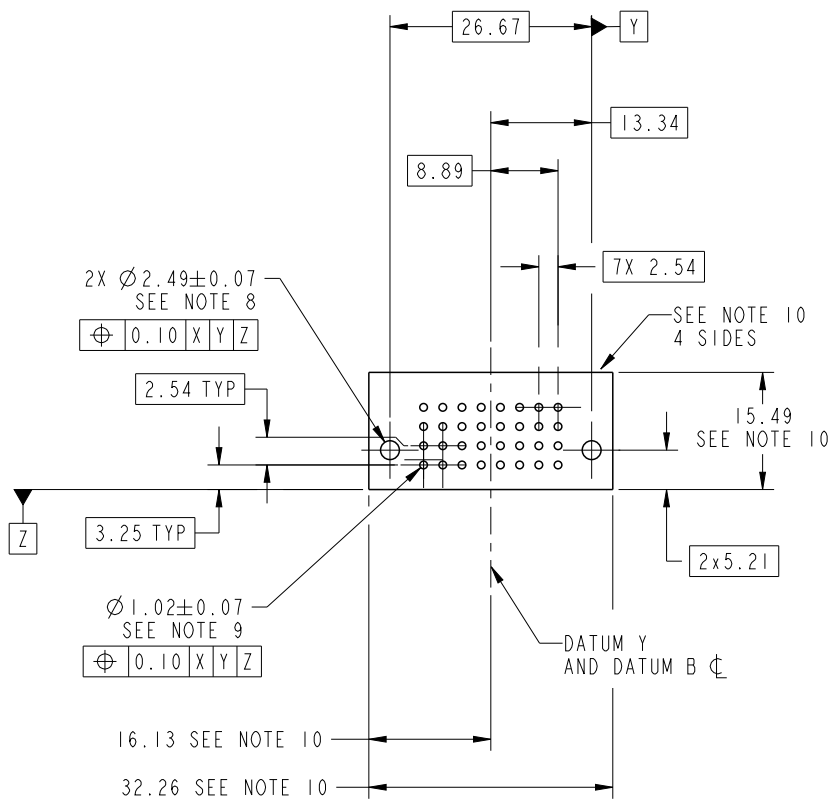 26.67
Y
13.34
8.89
7X 2.54
2X ∅2.49±0.07
SEE NOTE 8
⌖ 0.10 X Y Z
SEE NOTE 10
4 SIDES
2.54 TYP
15.49
SEE NOTE 10
Z
3.25 TYP
2x5.21
∅1.02±0.07
SEE NOTE 9
⌖ 0.10 X Y Z
DATUM Y
AND DATUM B ℄
16.13 SEE NOTE 10
32.26 SEE NOTE 10